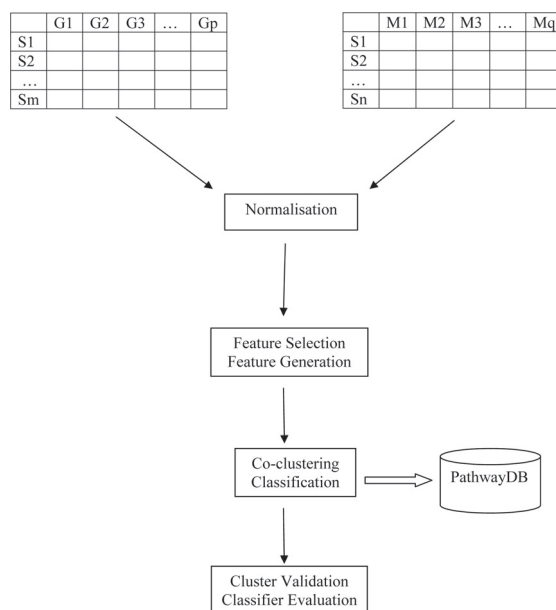 G1 G2 G3 … Gp
S1
S2
…
Sm
M1 M2 M3 … Mq
S1
S2
…
Sn
Normalisation
Feature Selection
Feature Generation
Co-clustering
Classification
PathwayDB
Cluster Validation
Classifier Evaluation